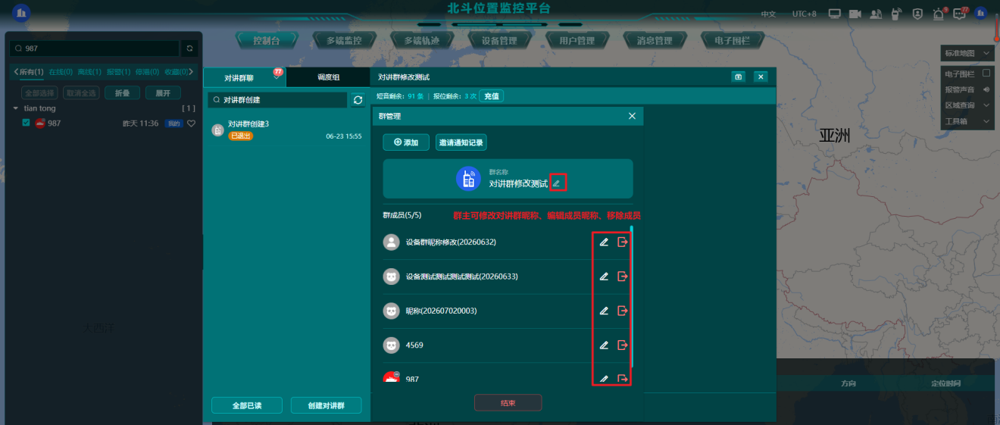 北斗位置监控平台
中文 UTC+8 9 77
控制台 多端监控 多端轨迹 设备管理 用户管理 消息管理 电子围栏
987
所有(1) 在线(0) 离线(1) 报警(1) 停港(0) 收藏(0)
全部选择 取消全选 折叠 展开
tian tong [ 1 ]
987 昨天 11:36 我的
对讲群聊 77 调度组
对讲群创建
对讲群创建3
已退出 06-23 15:55
全部已读 创建对讲群
对讲群修改测试
短音剩余: 91 条 | 报位剩余: 3 次 充值
群管理
添加 邀请通知记录
群名称
对讲群修改测试
群成员(5/5) 群主可修改对讲群昵称、编辑成员昵称、移除成员
设备群昵称修改(20260632)
设备测试测试测试测试(20260633)
昵称(202607020003)
4569
987
结束
标准地图
电子围栏
报警声音
区域查询
工具箱
亚洲
大西洋
方向 定位时间